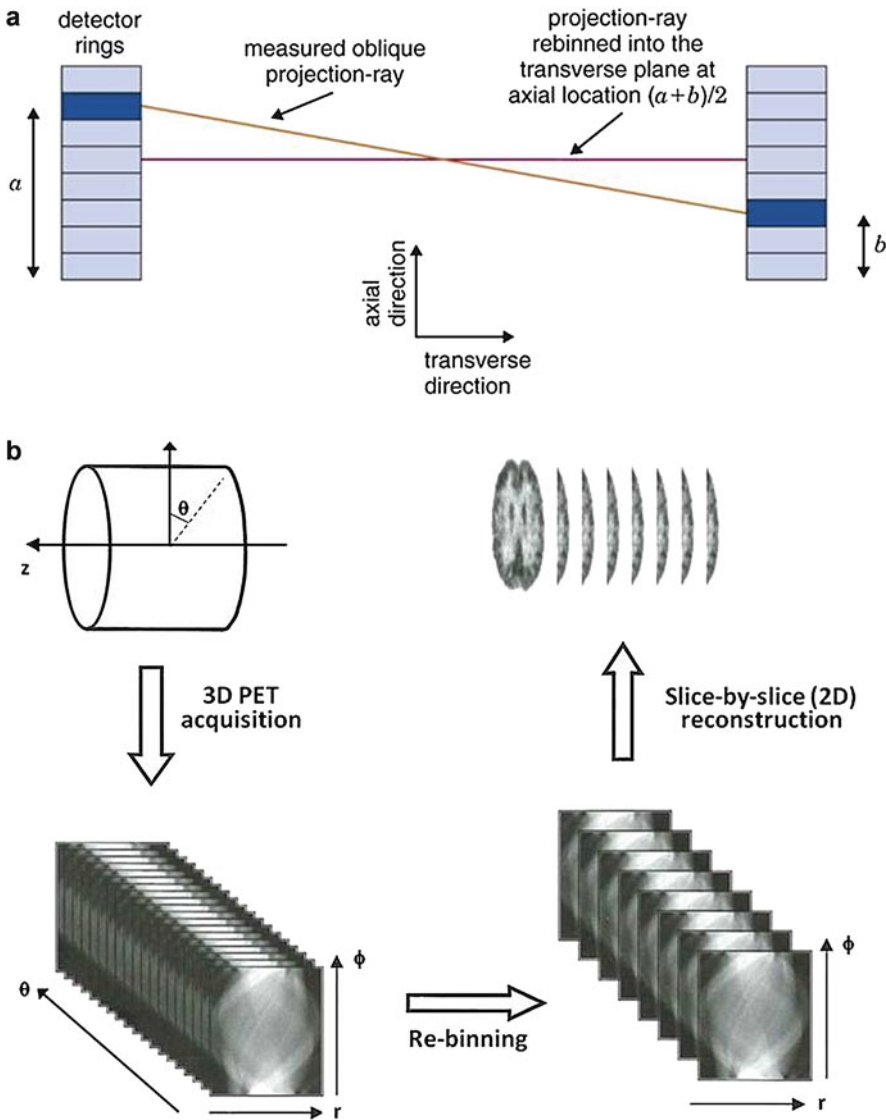 a
detector
rings
measured oblique
projection-ray
projection-ray
rebinned into the
transverse plane at
axial location (a+b)/2
a
b
axial
direction
transverse
direction
b
θ
z
3D PET
acquisition
Slice-by-slice (2D)
reconstruction
θ
ϕ
r
Re-binning
ϕ
r